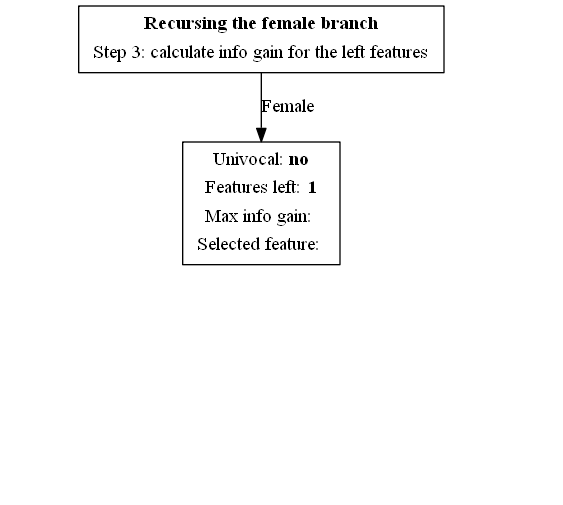 Recursing the female branch
Step 3: calculate info gain for the left features
Female
Univocal: no
Features left: 1
Max info gain:
Selected feature: